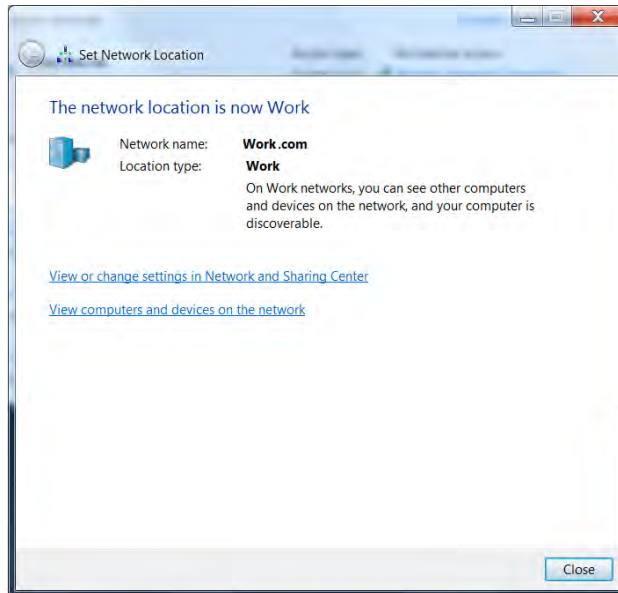 Set Network Location
The network location is now Work
Network name: Work.com
Location type: Work
On Work networks, you can see other computers
and devices on the network, and your computer is
discoverable.
View or change settings in Network and Sharing Center
View computers and devices on the network
Close